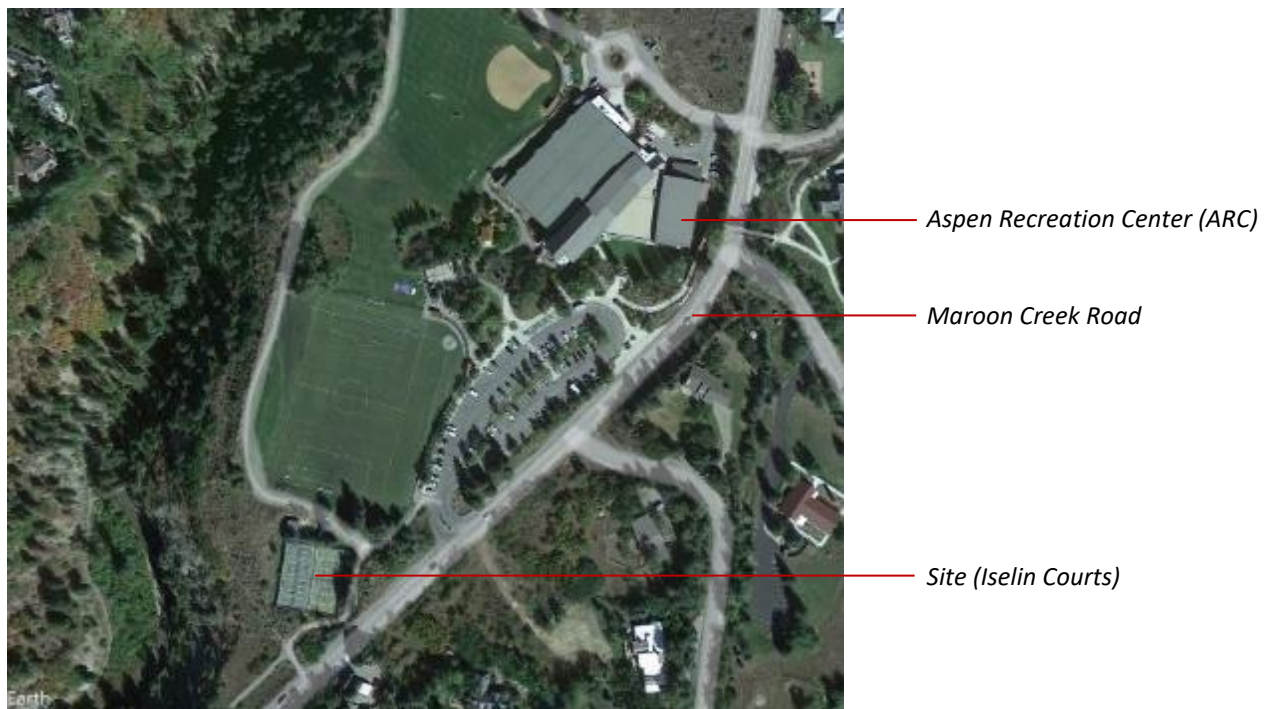 Aspen Recreation Center (ARC)
Maroon Creek Road
Site (Iselin Courts)
Earth